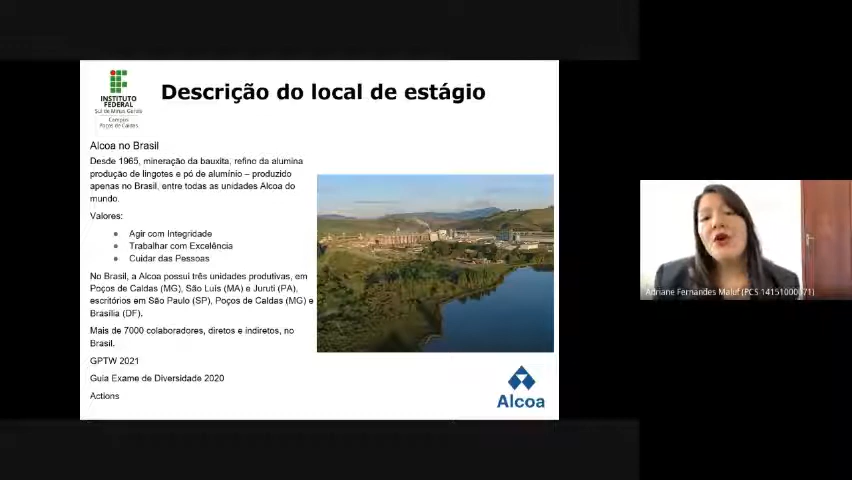 INSTITUTO
FEDERAL
Sul de Minas Gerais
Campus
Poços de Caldas
Descrição do local de estágio
Alcoa no Brasil
Desde 1965, mineração da bauxita, refino da alumina
produção de lingotes e pó de alumínio – produzido
apenas no Brasil, entre todas as unidades Alcoa do
mundo.
Valores:
● Agir com Integridade
● Trabalhar com Excelência
● Cuidar das Pessoas
No Brasil, a Alcoa possui três unidades produtivas, em
Poços de Caldas (MG), São Luís (MA) e Juruti (PA),
escritórios em São Paulo (SP), Poços de Caldas (MG) e
Brasília (DF).
Mais de 7000 colaboradores, diretos e indiretos, no
Brasil.
GPTW 2021
Guia Exame de Diversidade 2020
Actions
Alcoa
Adriane Fernandes Maluf (PCS 14151000071)